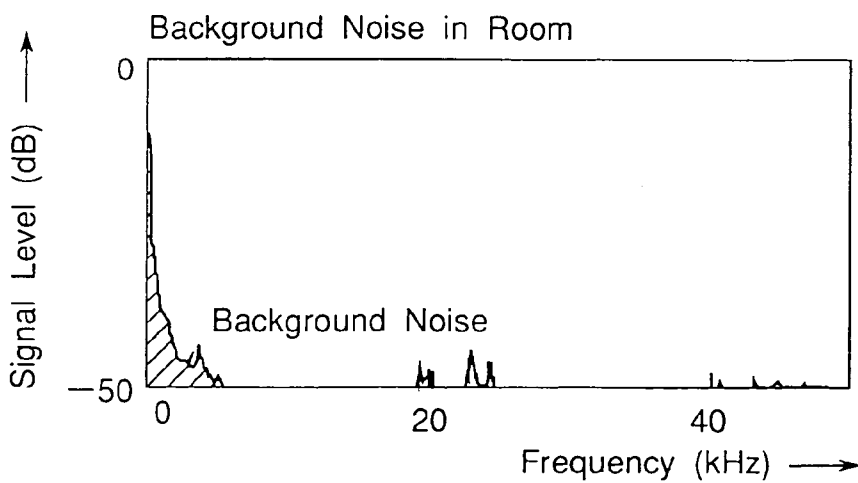 Background Noise in Room
Signal Level (dB)
0
Background Noise
−50
0
20
40
Frequency (kHz)